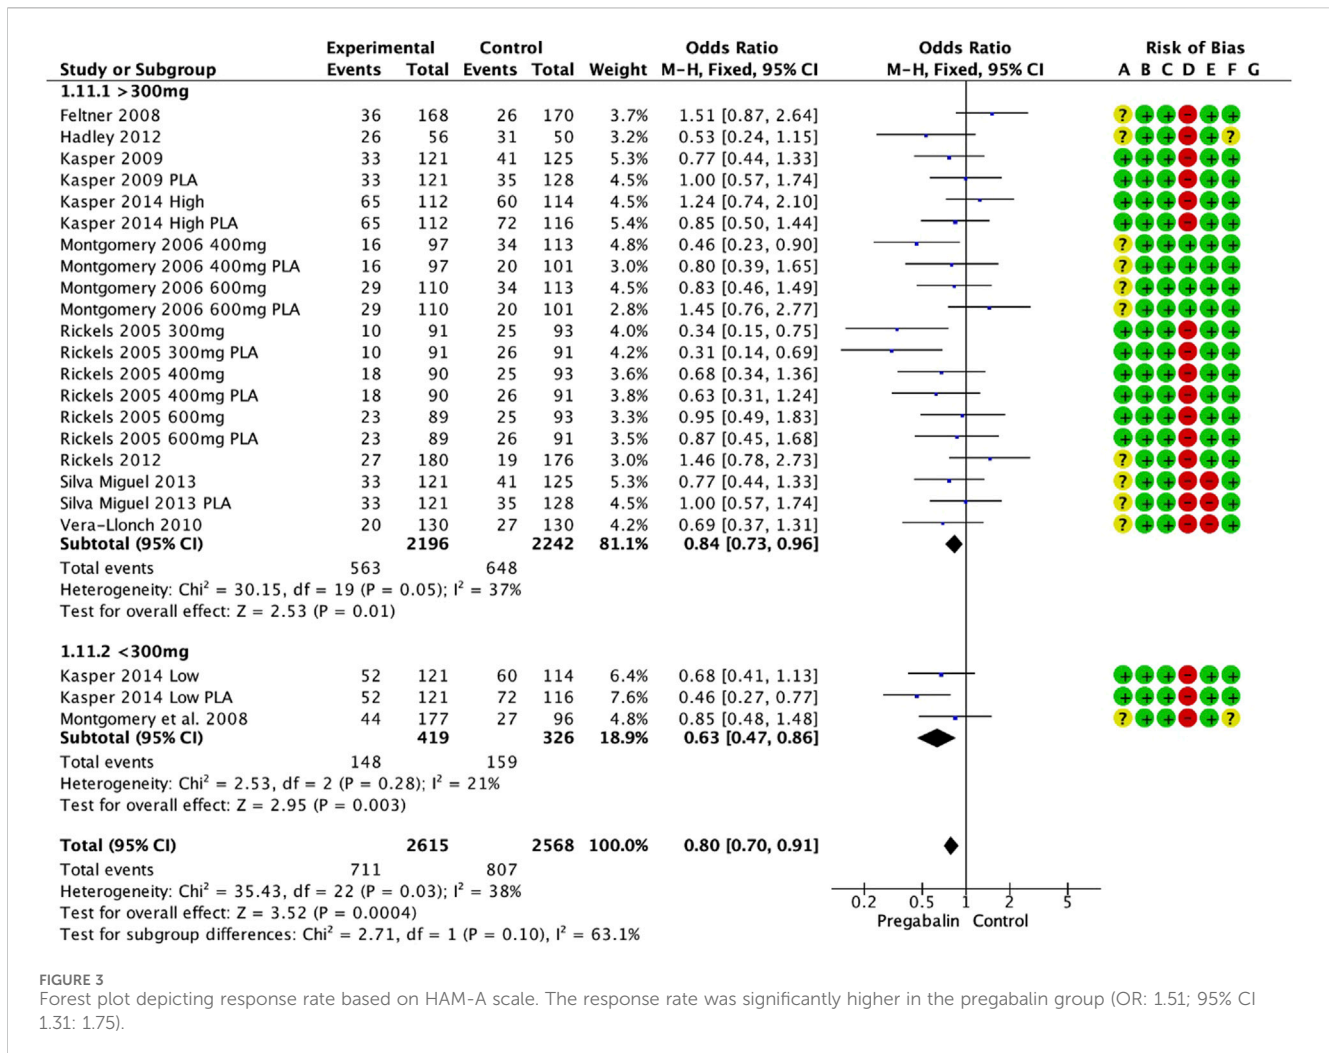 Experimental Control Odds Ratio Odds Ratio Risk of Bias
Study or Subgroup Events Total Events Total Weight M-H, Fixed, 95% CI M-H, Fixed, 95% CI A B C D E F G
1.11.1 >300mg
Feltner 2008 36 168 26 170 3.7% 1.51 [0.87, 2.64] ? + + - + +
Hadley 2012 26 56 31 50 3.2% 0.53 [0.24, 1.15] ? + + - + ?
Kasper 2009 33 121 41 125 5.3% 0.77 [0.44, 1.33] + + + - + +
Kasper 2009 PLA 33 121 35 128 4.5% 1.00 [0.57, 1.74] + + + - + +
Kasper 2014 High 65 112 60 114 4.8% 1.24 [0.74, 2.10] + + + - + +
Kasper 2014 High PLA 65 112 72 116 5.4% 0.85 [0.50, 1.44] + + + - + +
Montgomery 2006 400mg 16 97 34 113 4.8% 0.46 [0.23, 0.90] ? + + + + +
Montgomery 2006 400mg PLA 16 97 20 101 3.0% 0.80 [0.39, 1.65] ? + + + + +
Montgomery 2006 600mg 29 110 34 113 4.5% 0.83 [0.46, 1.49] ? + + + + +
Montgomery 2006 600mg PLA 29 110 20 101 2.8% 1.45 [0.76, 2.77] ? + + + + +
Rickels 2005 300mg 10 91 25 93 4.0% 0.34 [0.15, 0.75] + + + - + +
Rickels 2005 300mg PLA 10 91 26 91 4.2% 0.31 [0.14, 0.69] + + + - + +
Rickels 2005 400mg 18 90 25 93 3.6% 0.68 [0.34, 1.36] + + + - + +
Rickels 2005 400mg PLA 18 90 26 91 3.8% 0.63 [0.31, 1.24] + + + - + +
Rickels 2005 600mg 23 89 25 93 3.3% 0.95 [0.49, 1.83] + + + - + +
Rickels 2005 600mg PLA 23 89 26 91 3.5% 0.87 [0.45, 1.68] + + + - + +
Rickels 2012 27 180 19 176 3.0% 1.46 [0.78, 2.73] ? + + - + +
Silva Miguel 2013 33 121 41 125 5.3% 0.77 [0.44, 1.33] ? + + - - +
Silva Miguel 2013 PLA 33 121 35 128 4.5% 1.00 [0.57, 1.74] ? + + - - +
Vera-Llonch 2010 20 130 27 130 4.2% 0.69 [0.37, 1.31] ? + + - - +
Subtotal (95% CI) 2196 2242 81.1% 0.84 [0.73, 0.96]
Total events 563 648
Heterogeneity: Chi² = 30.15, df = 19 (P = 0.05); I² = 37%
Test for overall effect: Z = 2.53 (P = 0.01)
1.11.2 <300mg
Kasper 2014 Low 52 121 60 114 6.4% 0.68 [0.41, 1.13] + + + - + +
Kasper 2014 Low PLA 52 121 72 116 7.6% 0.46 [0.27, 0.77] + + + - + +
Montgomery et al. 2008 44 177 27 96 4.8% 0.85 [0.48, 1.48] ? + + - + ?
Subtotal (95% CI) 419 326 18.9% 0.63 [0.47, 0.86]
Total events 148 159
Heterogeneity: Chi² = 2.53, df = 2 (P = 0.28); I² = 21%
Test for overall effect: Z = 2.95 (P = 0.003)
Total (95% CI) 2615 2568 100.0% 0.80 [0.70, 0.91]
Total events 711 807
Heterogeneity: Chi² = 35.43, df = 22 (P = 0.03); I² = 38%
Test for overall effect: Z = 3.52 (P = 0.0004)
Test for subgroup differences: Chi² = 2.71, df = 1 (P = 0.10), I² = 63.1%
0.2 0.5 1 2 5
Pregabalin Control
FIGURE 3
Forest plot depicting response rate based on HAM-A scale. The response rate was significantly higher in the pregabalin group (OR: 1.51; 95% CI
1.31: 1.75).